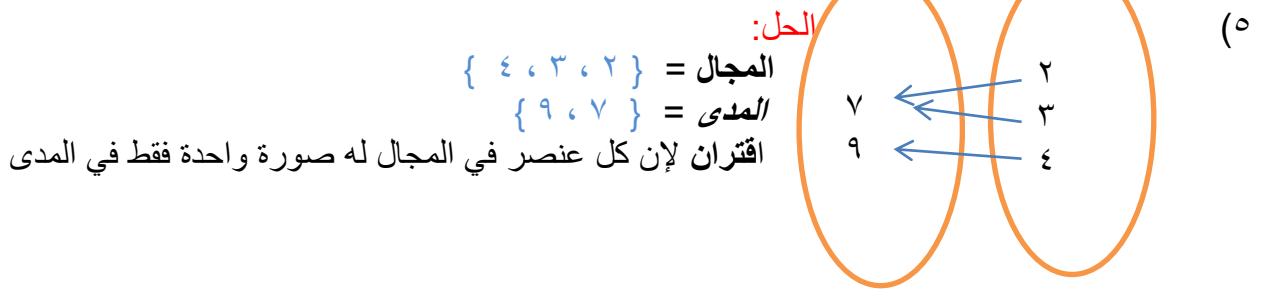 ٥)
الحل:
المجال = { ٢ ، ٣ ، ٤ }
المدى = { ٧ ، ٩ }
اقتران لإن كل عنصر في المجال له صورة واحدة فقط في المدى
٢
٣
٤
٧
٩